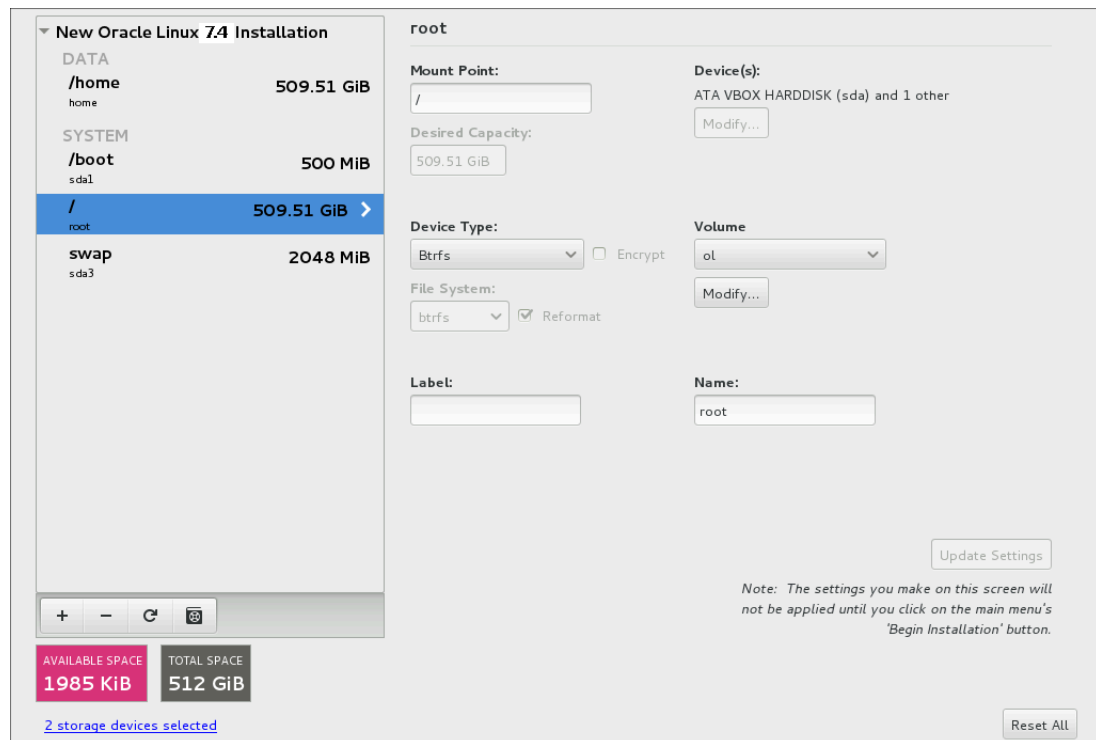 New Oracle Linux 7.4 Installation
DATA
/home 509.51 GiB
home
SYSTEM
/boot 500 MiB
sda1
/ 509.51 GiB
root
swap 2048 MiB
sda3
AVAILABLE SPACE
1985 KiB
TOTAL SPACE
512 GiB
2 storage devices selected
root
Mount Point:
/
Desired Capacity:
509.51 GiB
Device(s):
ATA VBOX HARDDISK (sda) and 1 other
Modify...
Device Type:
Btrfs
Encrypt
File System:
btrfs
Reformat
Volume
ol
Modify...
Label:
Name:
root
Update Settings
Note: The settings you make on this screen will
not be applied until you click on the main menu's
'Begin Installation' button.
Reset All